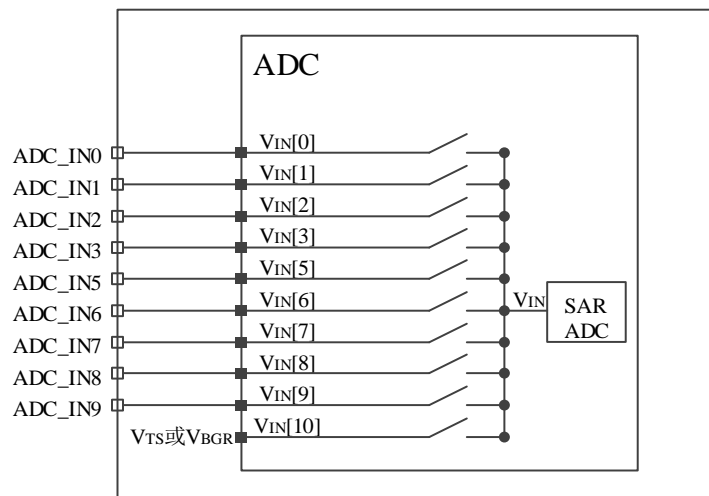 ADC
ADC_IN0 VIN[0]
ADC_IN1 VIN[1]
ADC_IN2 VIN[2]
ADC_IN3 VIN[3]
ADC_IN5 VIN[5]
ADC_IN6 VIN[6] VIN SAR
ADC
ADC_IN7 VIN[7]
ADC_IN8 VIN[8]
ADC_IN9 VIN[9]
VTS或VBGR VIN[10]